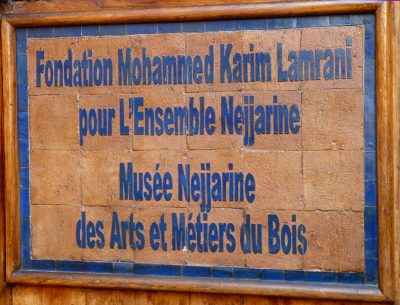 Fondation Mohammed Karim Lamrani
pour L'Ensemble Nejjarine
Musée Nejjarine
des Arts et Métiers du Bois